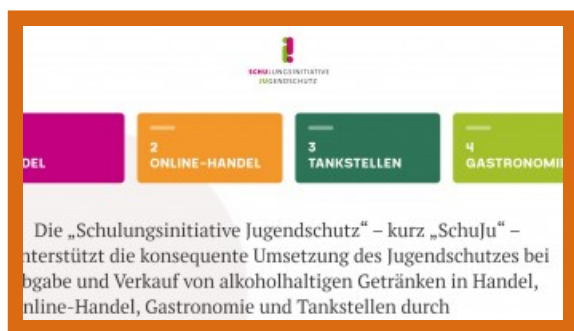 SCHULUNGSINITIATIVE
JUGENDSCHUTZ
DEL
2
ONLINE-HANDEL
3
TANKSTELLEN
4
GASTRONOMI
Die „Schulungsinitiative Jugendschutz“ – kurz „SchuJu“ –
nterstützt die konsequente Umsetzung des Jugendschutzes bei
bgabe und Verkauf von alkoholhaltigen Getränken in Handel,
nline-Handel, Gastronomie und Tankstellen durch